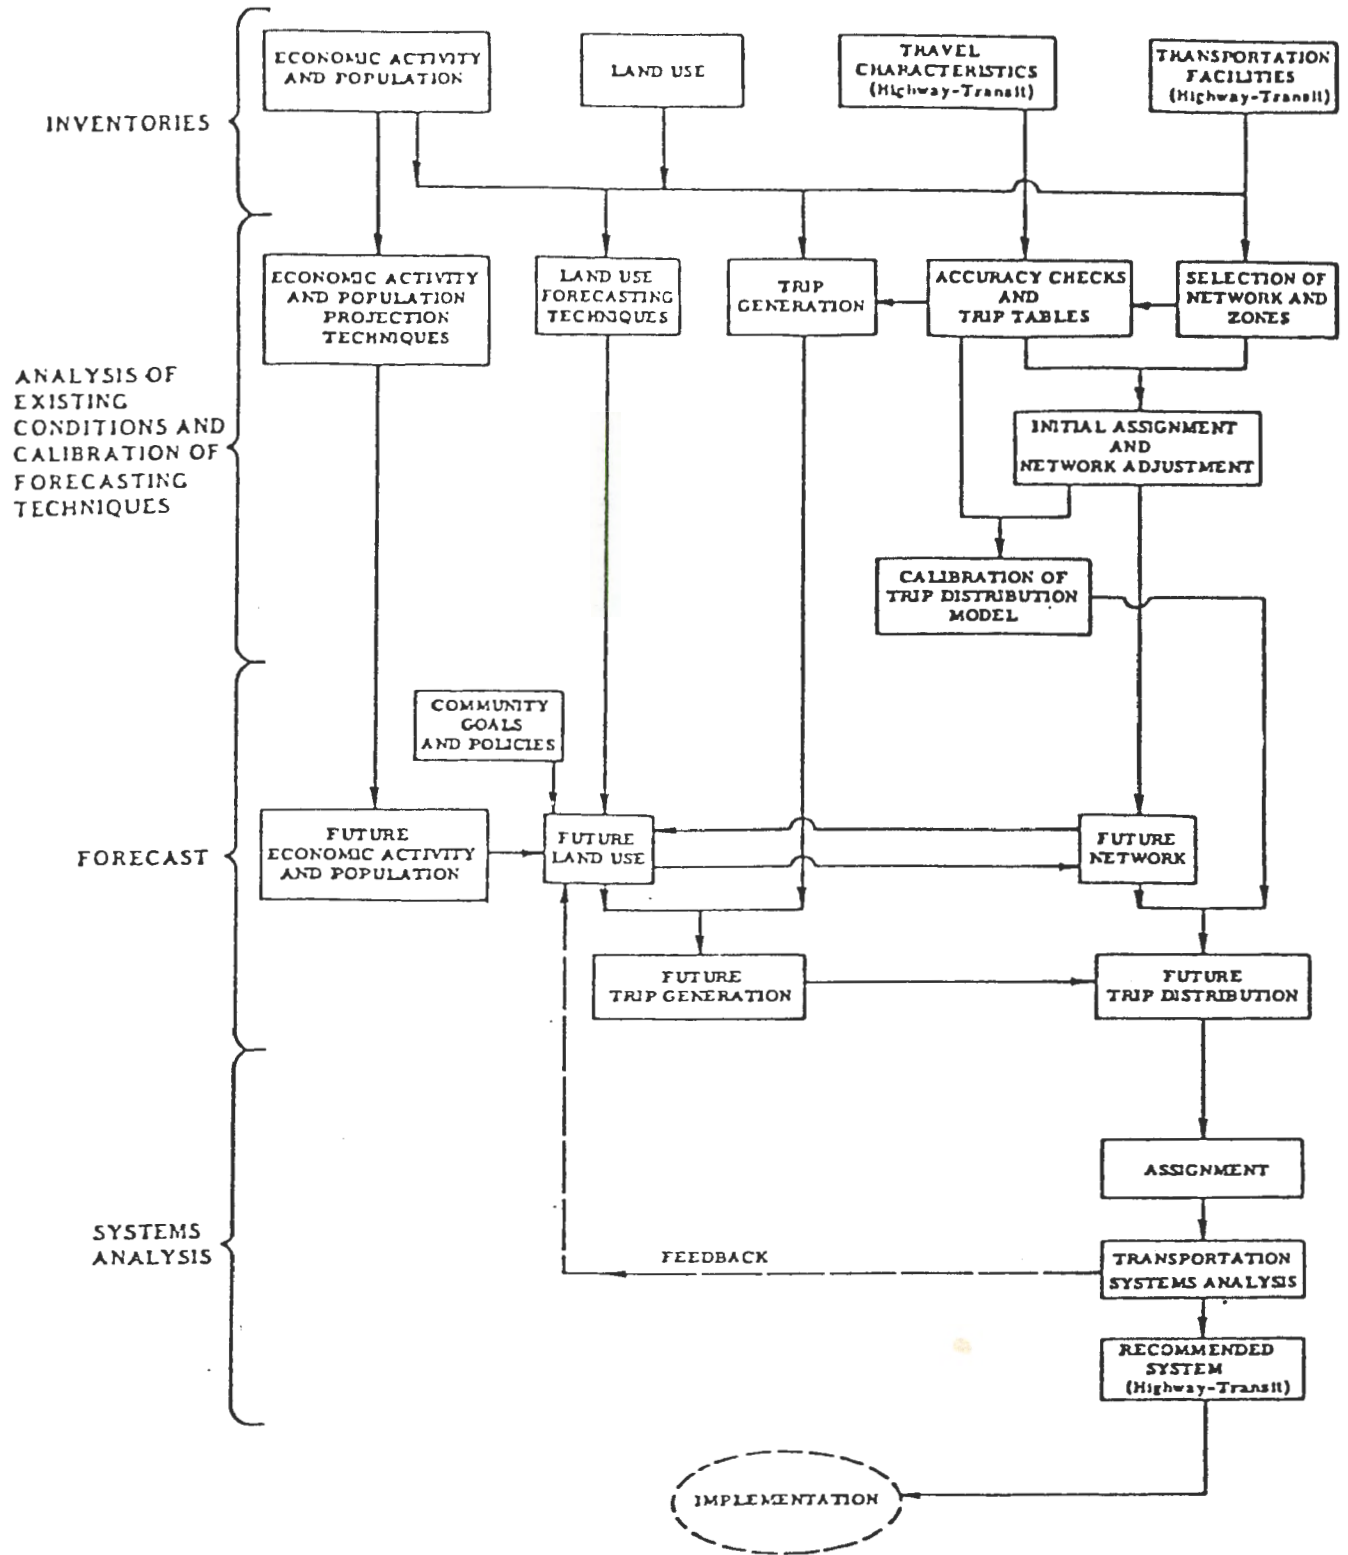 ECONOMIC ACTIVITY
AND POPULATION
LAND USE
TRAVEL
CHARACTERISTICS
(Highway-Transit)
TRANSPORTATION
FACILITIES
(Highway-Transit)
INVENTORIES
ECONOMIC ACTIVITY
AND POPULATION
PROJECTION
TECHNIQUES
LAND USE
FORECASTING
TECHNIQUES
TRIP
GENERATION
ACCURACY CHECKS
AND
TRIP TABLES
SELECTION OF
NETWORK AND
ZONES
ANALYSIS OF
EXISTING
CONDITIONS AND
CALIBRATION OF
FORECASTING
TECHNIQUES
INITIAL ASSIGNMENT
AND
NETWORK ADJUSTMENT
CALIBRATION OF
TRIP DISTRIBUTION
MODEL
COMMUNITY
GOALS
AND POLICIES
FORECAST
FUTURE
ECONOMIC ACTIVITY
AND POPULATION
FUTURE
LAND USE
FUTURE
NETWORK
FUTURE
TRIP GENERATION
FUTURE
TRIP DISTRIBUTION
SYSTEMS
ANALYSIS
ASSIGNMENT
FEEDBACK
TRANSPORTATION
SYSTEMS ANALYSIS
RECOMMENDED
SYSTEM
(Highway-Transit)
IMPLEMENTATION